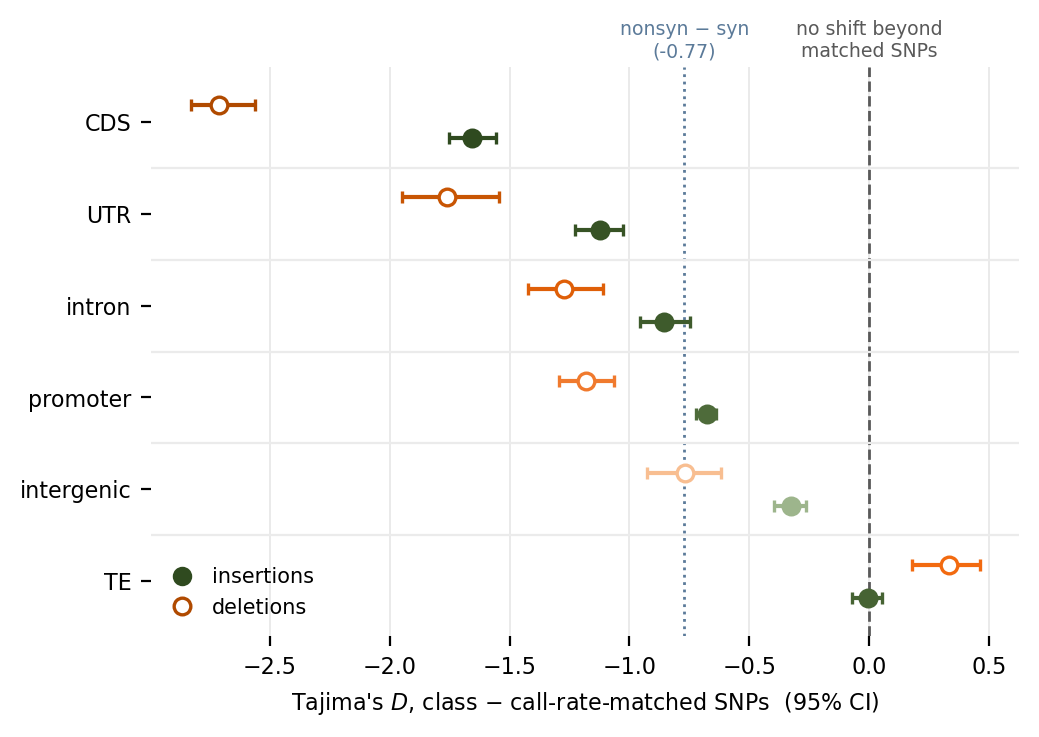 nonsyn − syn
(-0.77)
no shift beyond
matched SNPs
CDS
UTR
intron
promoter
intergenic
TE
insertions
deletions
−2.5 −2.0 −1.5 −1.0 −0.5 0.0 0.5
Tajima's D, class − call-rate-matched SNPs (95% CI)